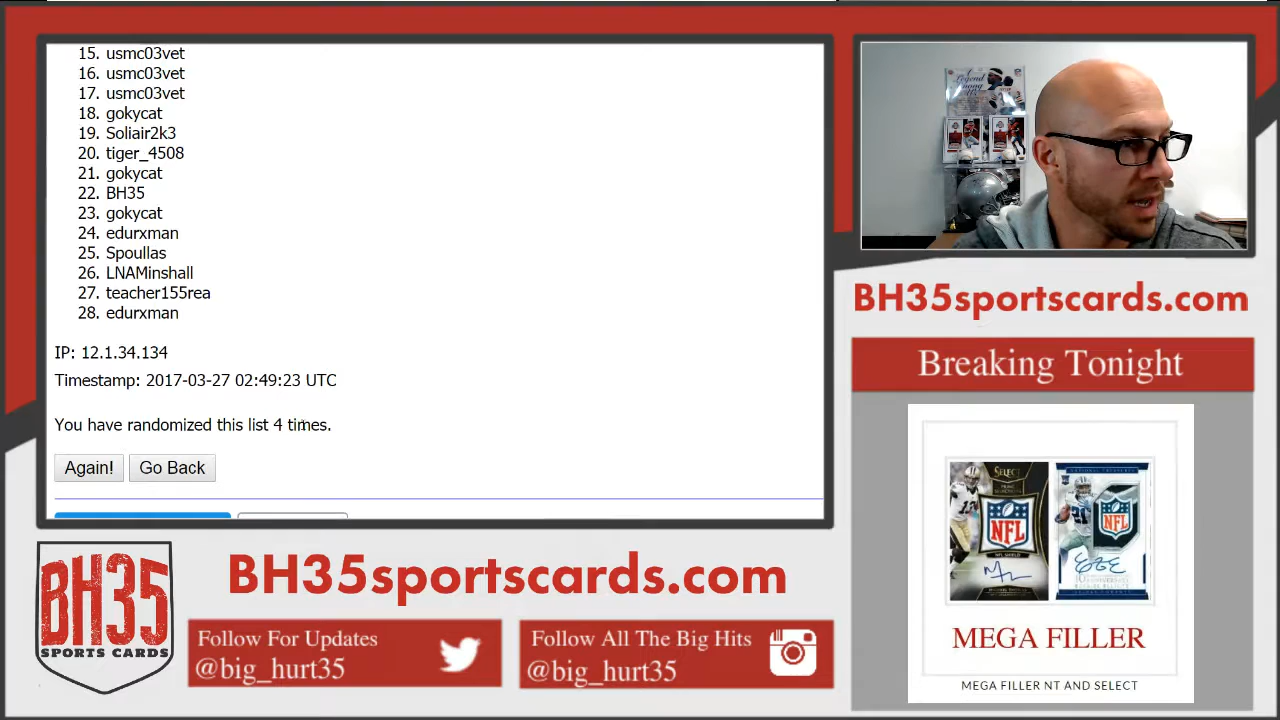 15. usmc03vet
16. usmc03vet
17. usmc03vet
18. gokycat
19. Soliair2k3
20. tiger_4508
21. gokycat
22. BH35
23. gokycat
24. edurxman
25. Spoullas
26. LNAMinshall
27. teacher155rea
28. edurxman
IP: 12.1.34.134
Timestamp: 2017-03-27 02:49:23 UTC
You have randomized this list 4 times.
Again! Go Back
BH35sportscards.com
Breaking Tonight
SELECT
NFL
NFL
MEGA FILLER
MEGA FILLER NT AND SELECT
BH35
SPORTS CARDS
BH35sportscards.com
Follow For Updates
@big_hurt35
Follow All The Big Hits
@big_hurt35